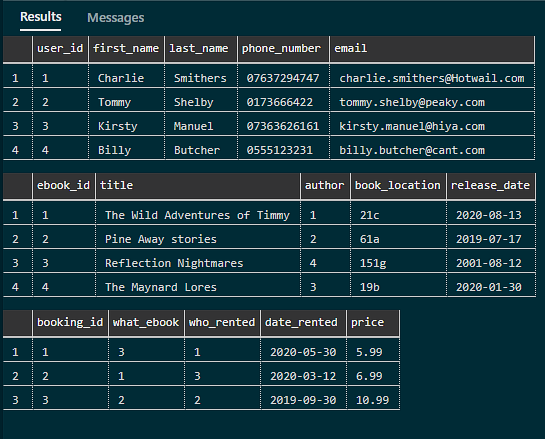 Results Messages
user_id first_name last_name phone_number email
1 1 Charlie Smithers 07637294747 charlie.smithers@Hotwail.com
2 2 Tommy Shelby 0173666422 tommy.shelby@peaky.com
3 3 Kirsty Manuel 07363626161 kirsty.manuel@hiya.com
4 4 Billy Butcher 0555123231 billy.butcher@cant.com
ebook_id title author book_location release_date
1 1 The Wild Adventures of Timmy 1 21c 2020-08-13
2 2 Pine Away stories 2 61a 2019-07-17
3 3 Reflection Nightmares 4 151g 2001-08-12
4 4 The Maynard Lores 3 19b 2020-01-30
booking_id what_ebook who_rented date_rented price
1 1 3 1 2020-05-30 5.99
2 2 1 3 2020-03-12 6.99
3 3 2 2 2019-09-30 10.99